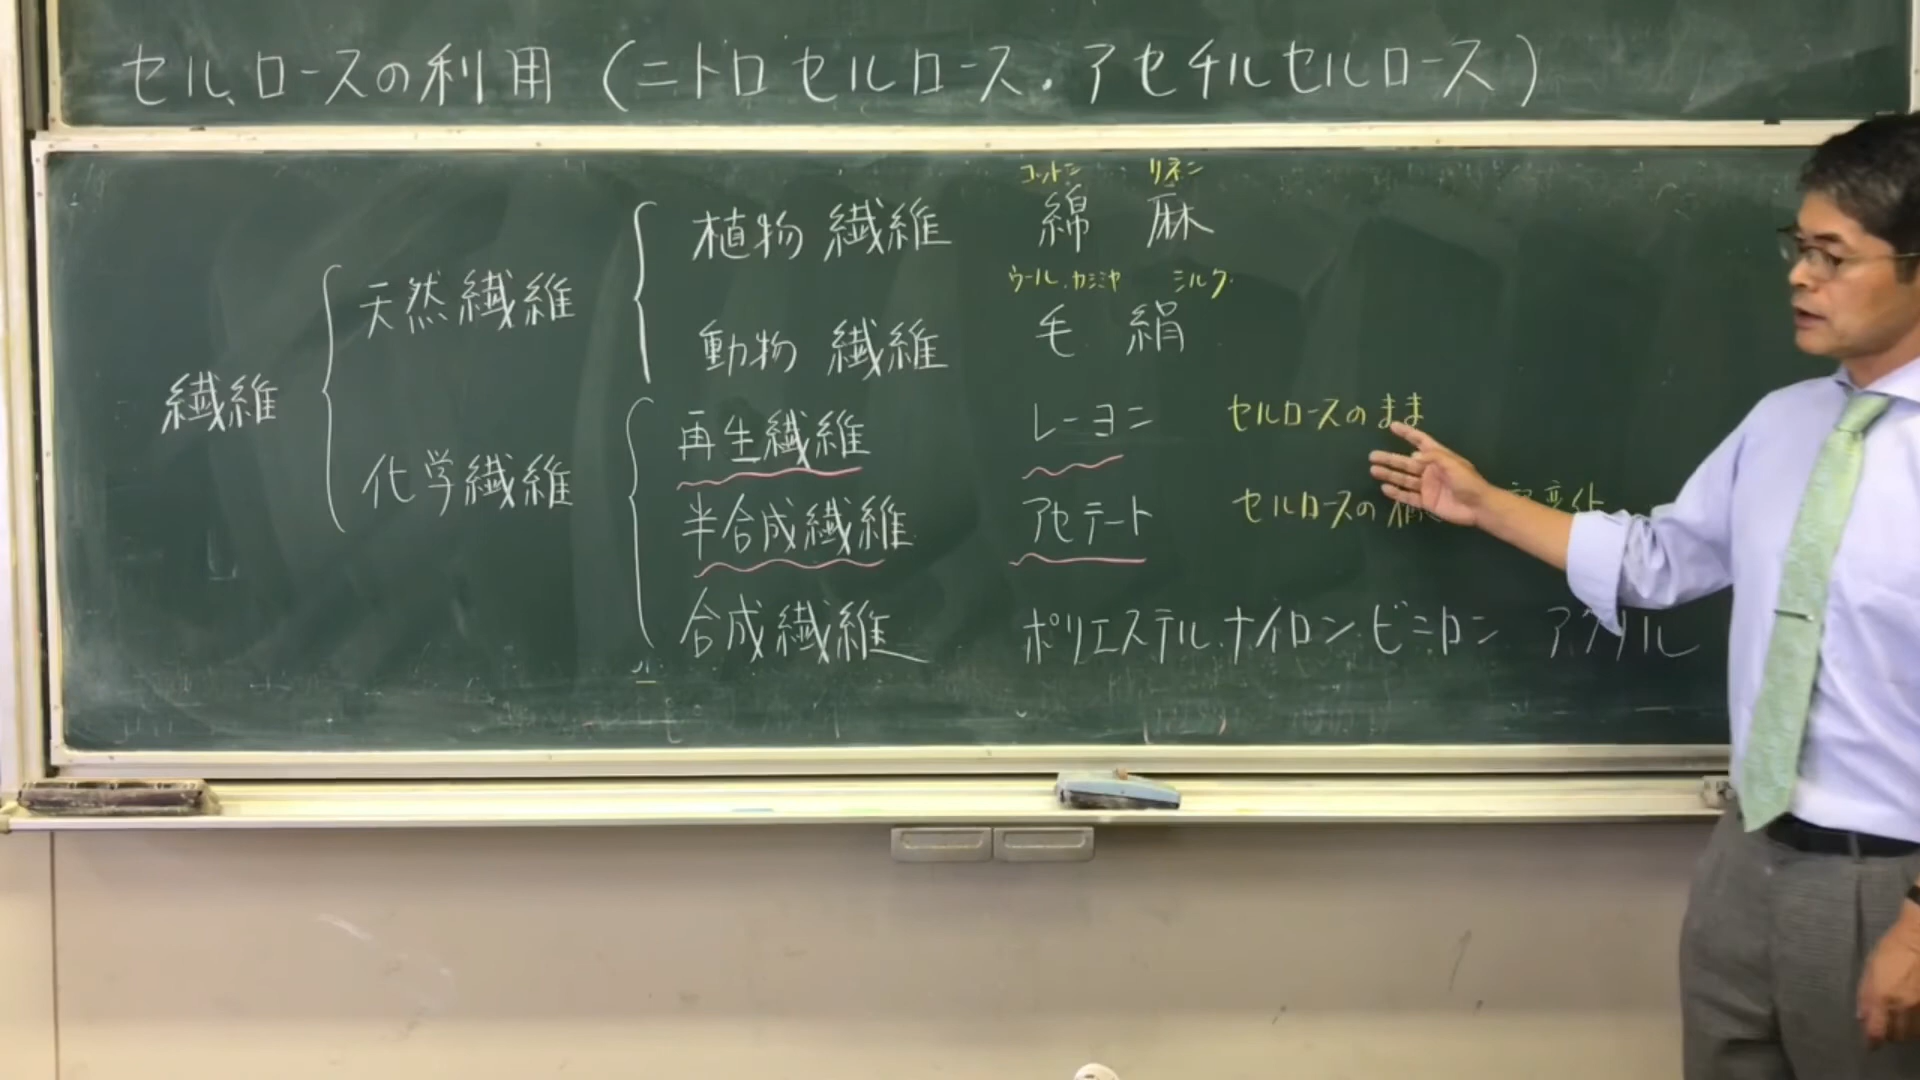 セルロースの利用 (ニトロセルロース・アセチルセルロース)
コットン リネン
植物繊維 綿 麻
ウール.カシミヤ シルク
天然繊維
動物繊維 毛 絹
繊維
再生繊維 レーヨン セルロースのまま
化学繊維
半合成繊維 アセテート セルロースの 変化
合成繊維 ポリエステル.ナイロン.ビニロン アクリル